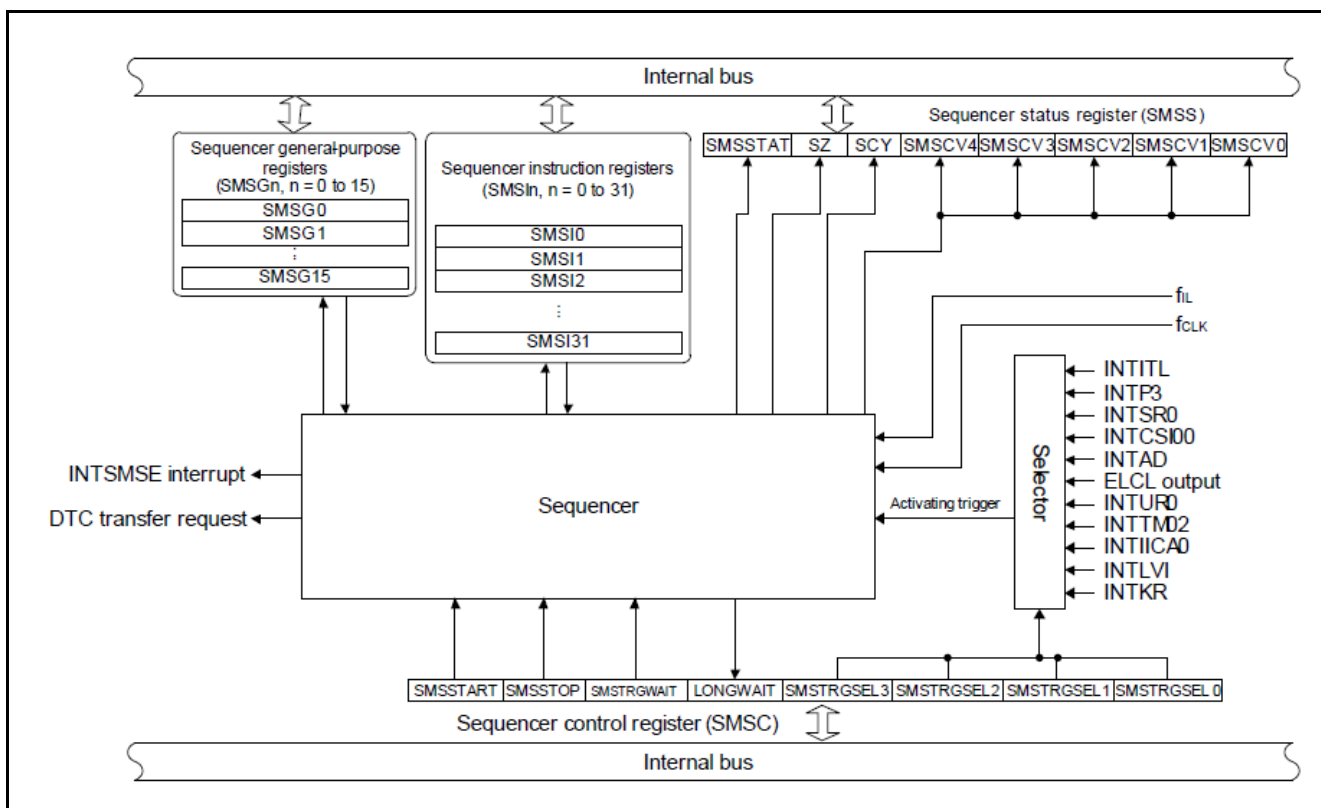 Internal bus
Sequencer status register (SMSS)
SMSSTAT SZ SCY SMSCV4 SMSCV3 SMSCV2 SMSCV1 SMSCV0
Sequencer general-purpose
registers
(SMSGn, n = 0 to 15)
SMSG0
SMSG1
⋮
SMSG15
Sequencer instruction registers
(SMSIn, n = 0 to 31)
SMSI0
SMSI1
SMSI2
⋮
SMSI31
fIL
fCLK
INTITL
INTP3
INTSR0
INTCSI00
INTAD
ELCL output
INTUR0
INTTM02
INTIICA0
INTLVI
INTKR
Selector
Activating trigger
Sequencer
INTSMSE interrupt
DTC transfer request
SMSSTART SMSSTOP SMSTRGWAIT LONGWAIT SMSTRGSEL3 SMSTRGSEL2 SMSTRGSEL1 SMSTRGSEL0
Sequencer control register (SMSC)
Internal bus